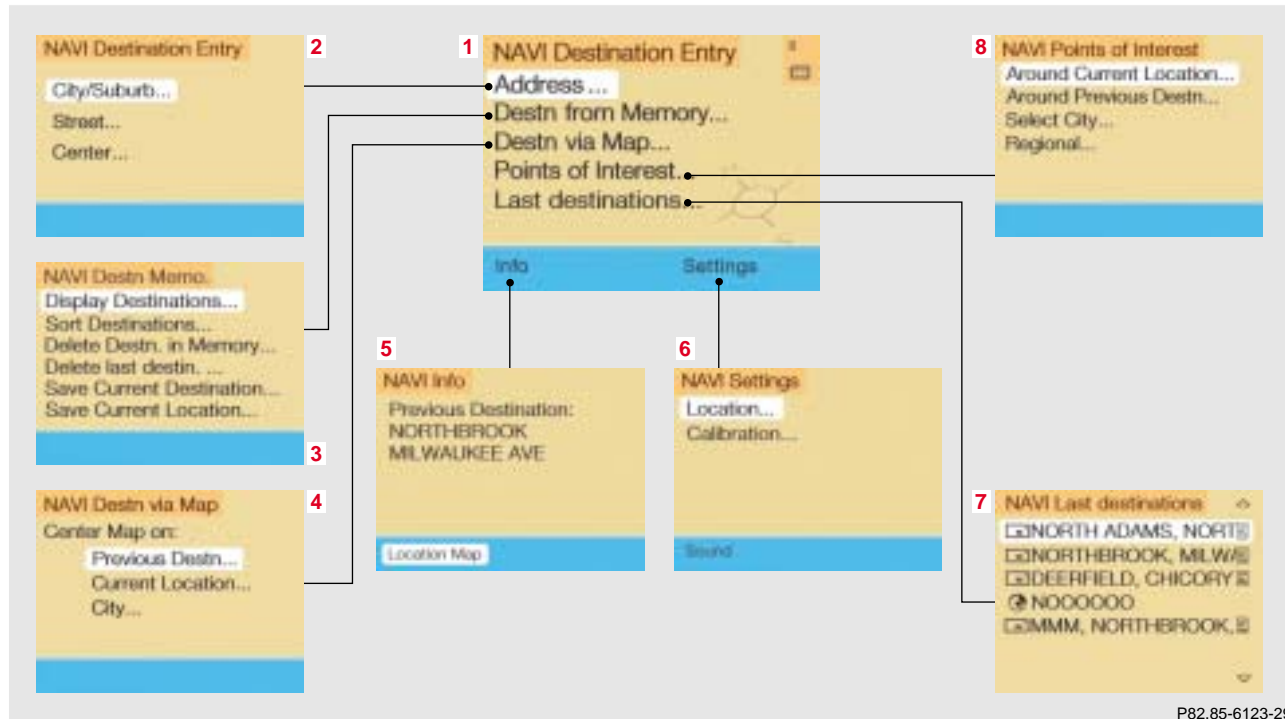 2
NAVI Destination Entry
City/Suburb...
Street...
Center...
1
NAVI Destination Entry
Address ...
Destn from Memory...
Destn via Map...
Points of Interest...
Last destinations...
Info
Settings
8
NAVI Points of Interest
Around Current Location...
Around Previous Destn...
Select City...
Regional...
NAVI Destn Memo.
Display Destinations...
Sort Destinations...
Delete Destn. in Memory...
Delete last destin. ...
Save Current Destination...
Save Current Location...
3
4
NAVI Destn via Map
Center Map on:
Previous Destn...
Current Location...
City...
5
NAVI Info
Previous Destination:
NORTHBROOK
MILWAUKEE AVE
Location Map
6
NAVI Settings
Location...
Calibration...
Sound
7
NAVI Last destinations
NORTH ADAMS, NORT
NORTHBROOK, MILWA
DEERFIELD, CHICORY
NOOOOOO
MMM, NORTHBROOK,
P82.85-6123-29